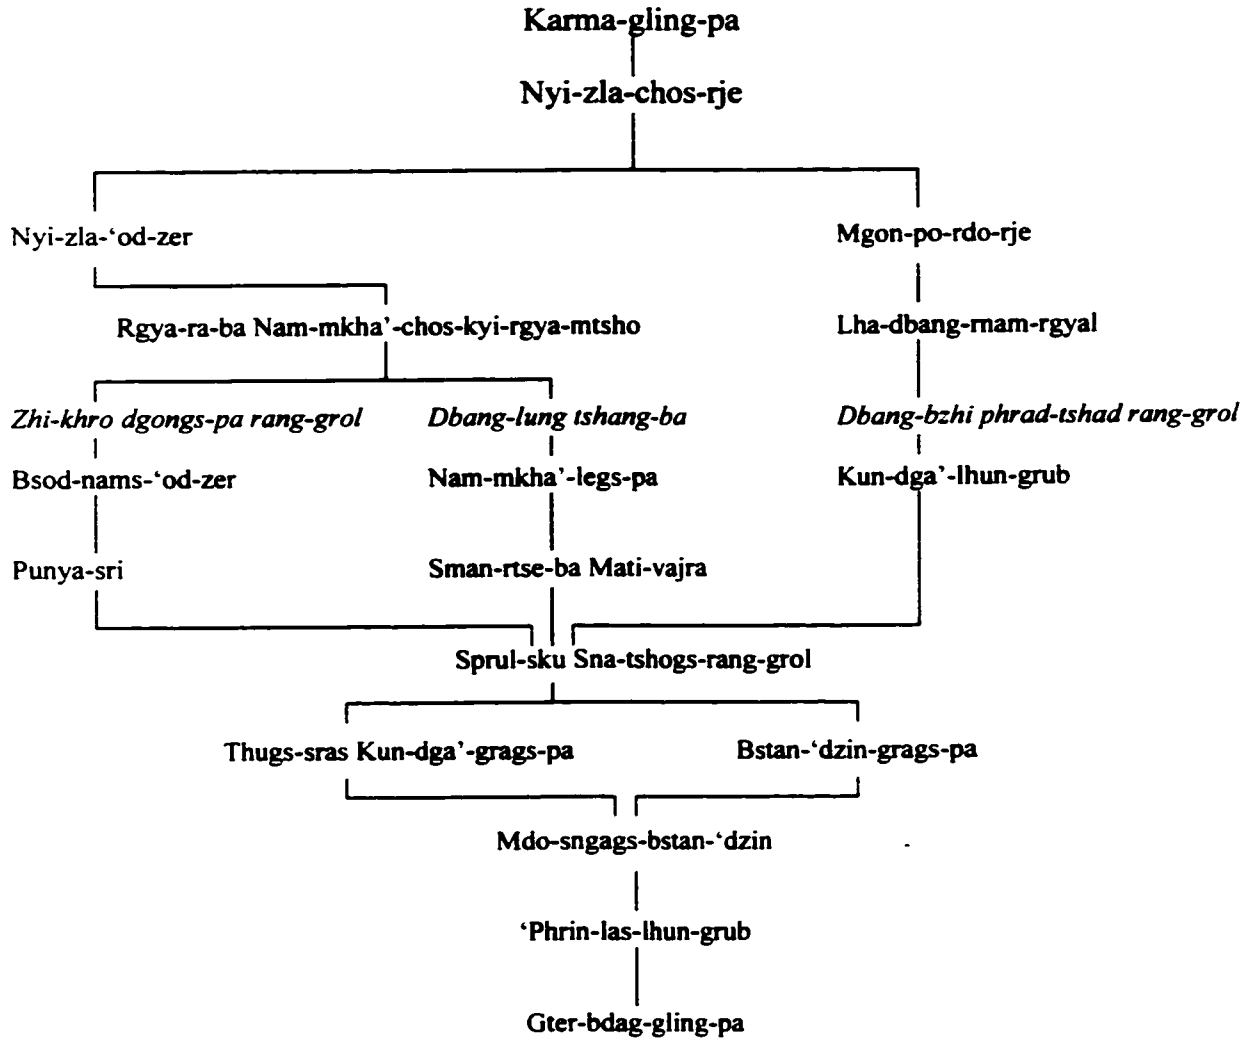 Karma-gling-pa
Nyi-zla-chos-rje
Nyi-zla-‘od-zer
Mgon-po-rdo-rje
Rgya-ra-ba Nam-mkha’-chos-kyi-rgya-mtsho
Lha-dbang-rnam-rgyal
Zhi-khro dgongs-pa rang-grol
Dbang-lung tshang-ba
Dbang-bzhi phrad-tshad rang-grol
Bsod-nams-‘od-zer
Nam-mkha’-legs-pa
Kun-dga’-lhun-grub
Punya-sri
Sman-rtse-ba Mati-vajra
Sprul-sku Sna-tshogs-rang-grol
Thugs-sras Kun-dga’-grags-pa
Bstan-‘dzin-grags-pa
Mdo-sngags-bstan-‘dzin
‘Phrin-las-lhun-grub
Gter-bdag-gling-pa